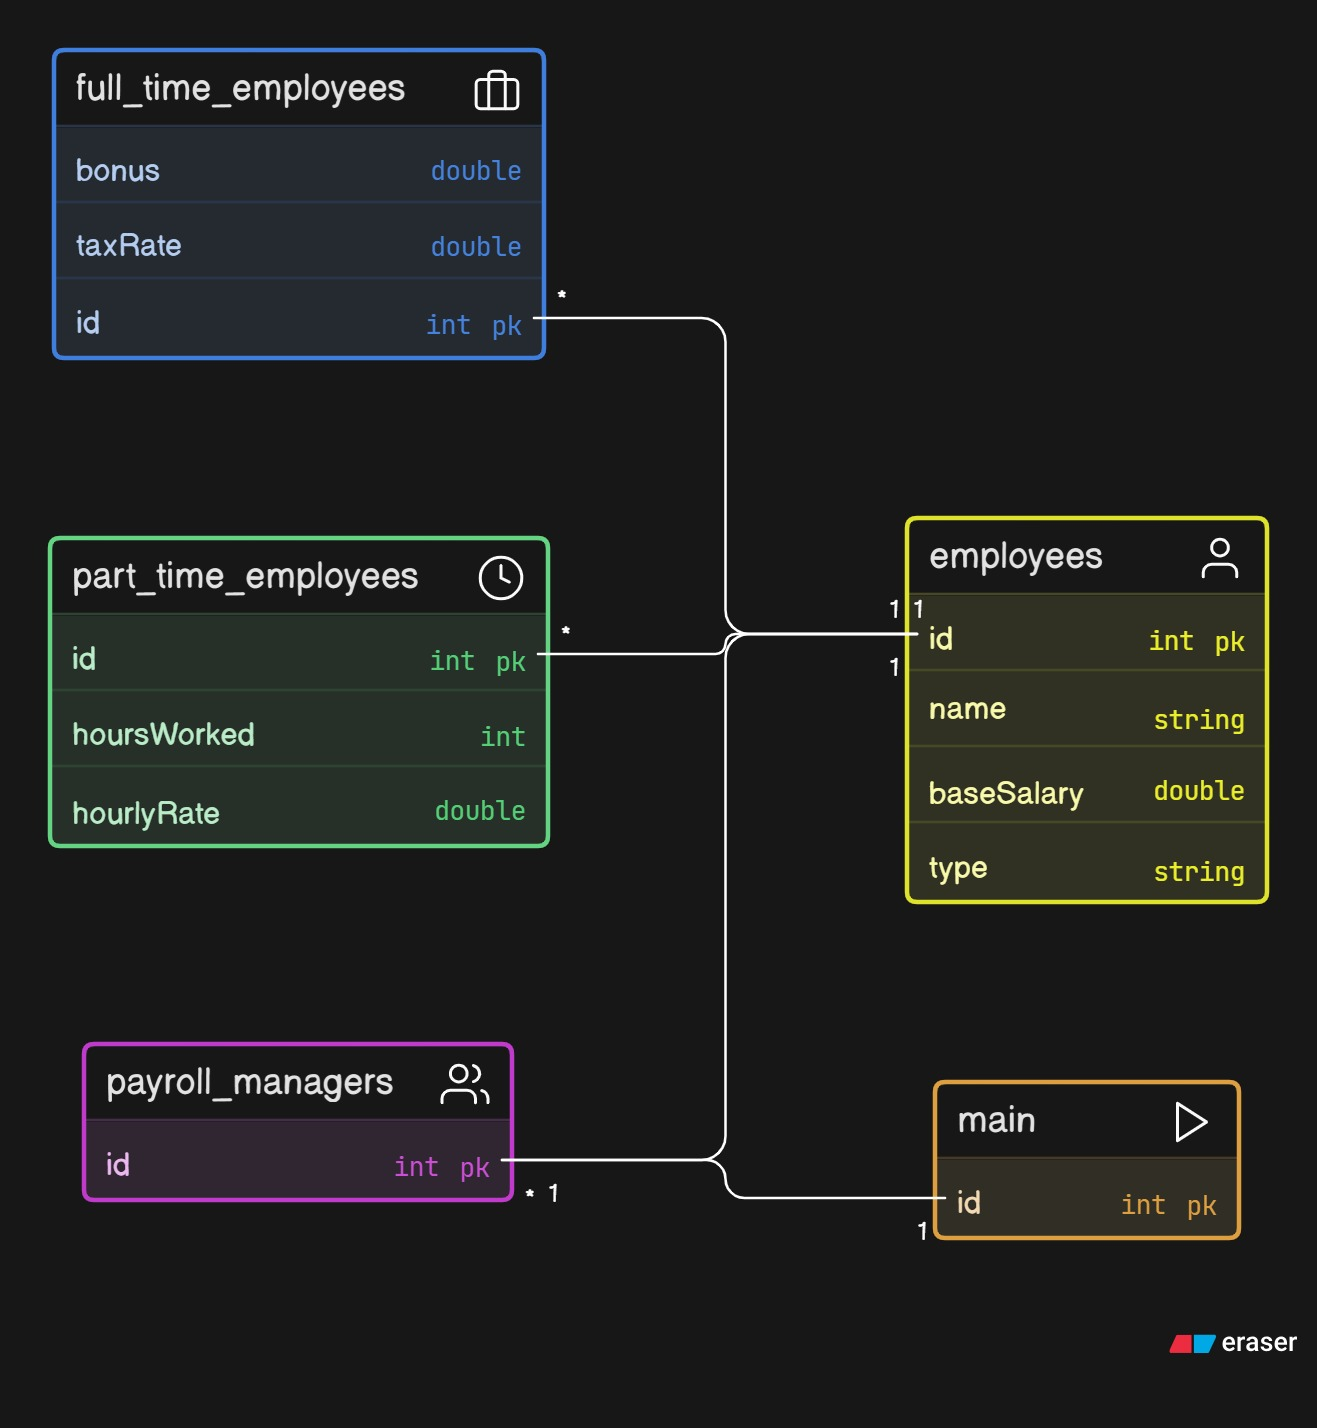 full_time_employees
bonus double
taxRate double
id int pk
*
part_time_employees
id int pk
*
hoursWorked int
hourlyRate double
employees
1 1
id int pk
1
name string
baseSalary double
type string
payroll_managers
id int pk
* 1
main
id int pk
1
eraser